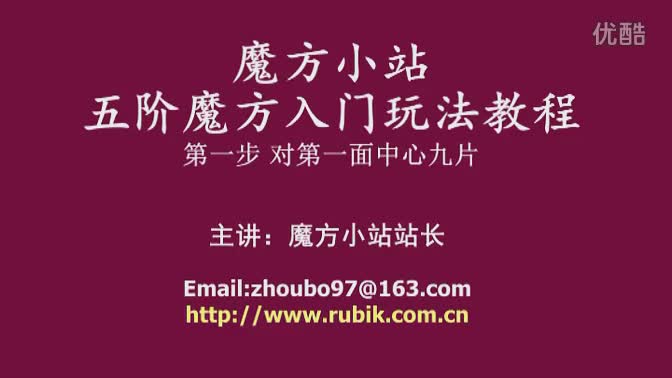 优酷
魔方小站
五阶魔方入门玩法教程
第一步 对第一面中心九片
主讲：魔方小站站长
Email:zhoubo97@163.com
http://www.rubik.com.cn